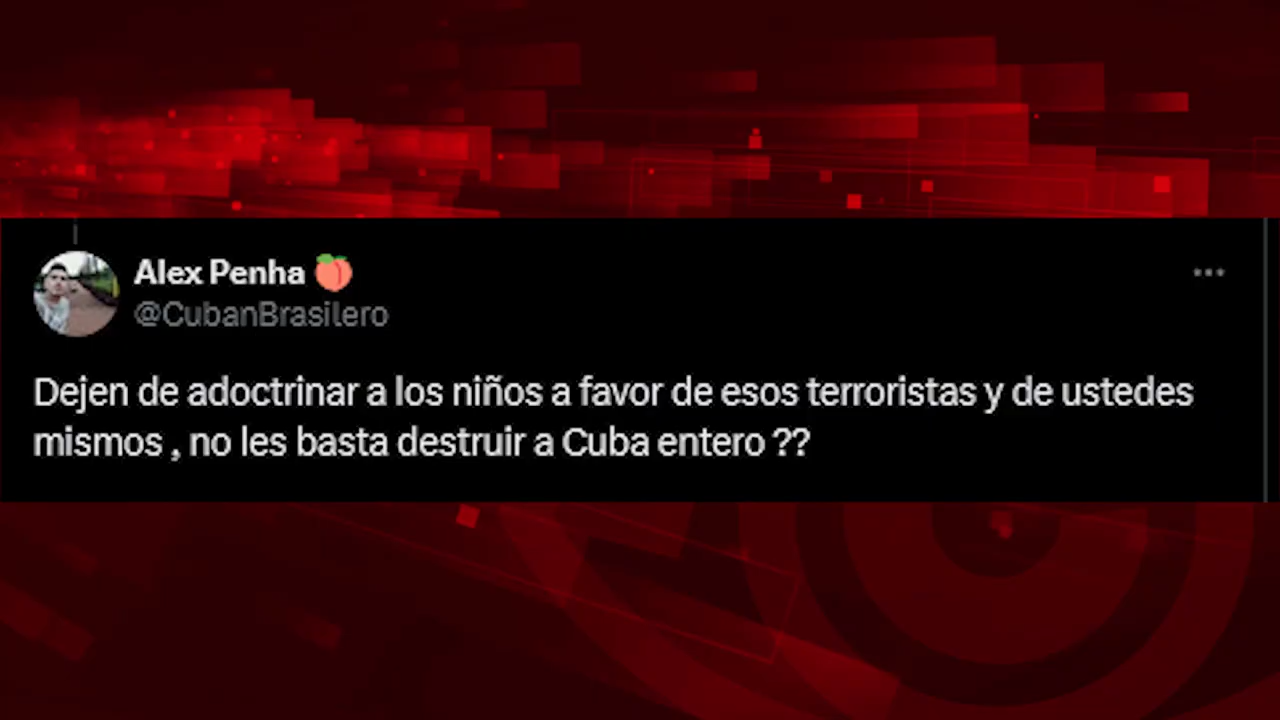 Alex Penha 🍑
@CubanBrasilero
Dejen de adoctrinar a los niños a favor de esos terroristas y de ustedes
mismos , no les basta destruir a Cuba entero ??